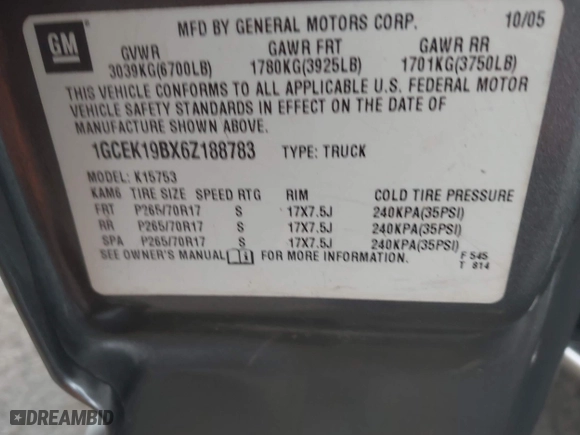 GM
MFD BY GENERAL MOTORS CORP. 10/05
GVWR GAWR FRT GAWR RR
3039KG(6700LB) 1780KG(3925LB) 1701KG(3750LB)
THIS VEHICLE CONFORMS TO ALL APPLICABLE U.S. FEDERAL MOTOR
VEHICLE SAFETY STANDARDS IN EFFECT ON THE DATE OF
MANUFACTURE SHOWN ABOVE.
1GCEK19BX6Z188783 TYPE: TRUCK
MODEL: K15753
KAM6 TIRE SIZE SPEED RTG RIM COLD TIRE PRESSURE
FRT P265/70R17 S 17X7.5J 240KPA(35PSI)
RR P265/70R17 S 17X7.5J 240KPA(35PSI)
SPA P265/70R17 S 17X7.5J 240KPA(35PSI)
SEE OWNER'S MANUAL FOR MORE INFORMATION.
F 545
T 814
DREAMBID